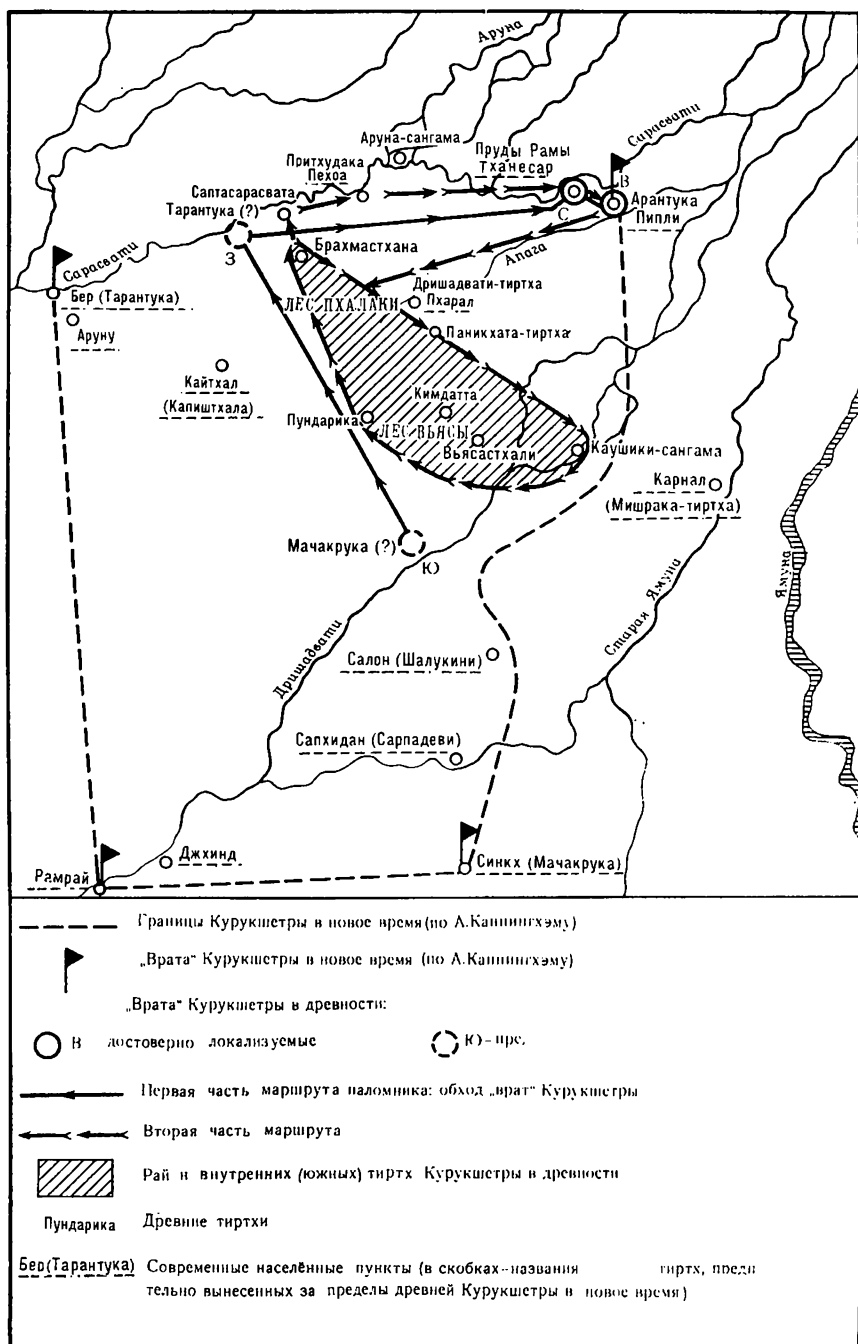 Аруна
Сарасвати
Аруна-сангама
Пруды Рамы
Тханесар
Притхудака
Пехоа
Саптасарасвата
Тарантука (?)
В
С
Арантука
Пипли
З
Брахмастхана
Апага
Сарасвати
Бер (Тарантука)
Аруну
ЛЕС ПХАЛАКИ
Дришадвати-тиртха
Пхарал
Паникхата-тиртха
Кайтхал
(Капиштхала)
Кимдатта
Пундарика
ЛЕС ВЬЯСЫ
Вьясастхали
Каушики-сангама
Карнал
(Мишрака-тиртха)
Мачакрука (?)
Ю
Дришадвати
Старая Ямуна
Ямуна
Салон (Шалукини)
Сапхидан (Сарпадеви)
Джхинд
Рамрай
Синкх (Мачакрука)
Границы Курукшетры в новое время (по А.Каннингхэму)
„Врата" Курукшетры в новое время (по А.Каннингхэму)
„Врата" Курукшетры в древности:
В достоверно локализуемые Ю-пре.
Первая часть маршрута паломника: обход „врат" Курукшетры
Вторая часть маршрута
Рай н внутренних (южных) тиртх Курукшетры в древности
Пундарика Древние тиртхи
Бер(Тарантука) Современные населённые пункты (в скобках-названия тиртх,
тельно вынесенных за пределы древней Курукшетры в новое время)